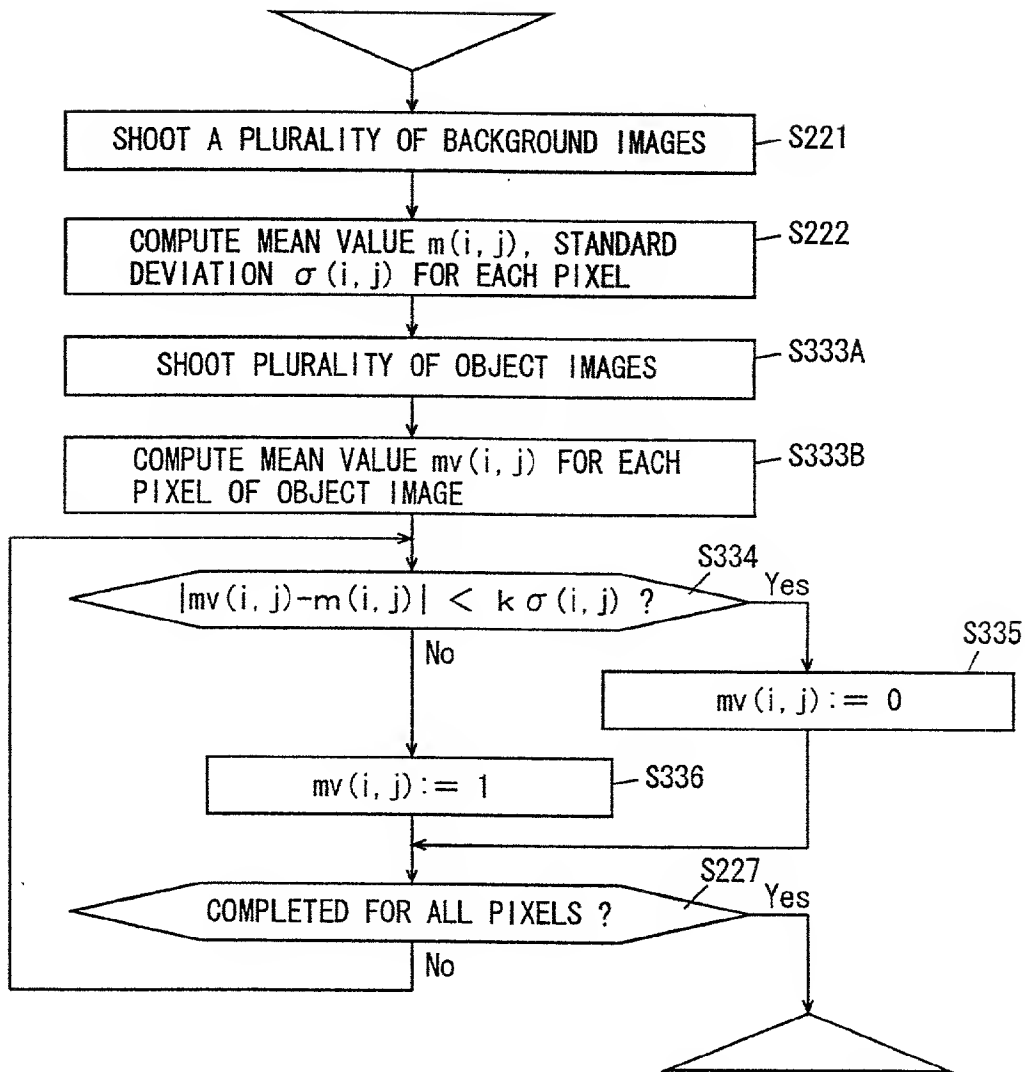 SHOOT A PLURALITY OF BACKGROUND IMAGES
S221
COMPUTE MEAN VALUE m(i, j), STANDARD
DEVIATION σ(i, j) FOR EACH PIXEL
S222
SHOOT PLURALITY OF OBJECT IMAGES
S333A
COMPUTE MEAN VALUE mv(i, j) FOR EACH
PIXEL OF OBJECT IMAGE
S333B
|mv(i, j)-m(i, j)| < kσ(i, j) ?
S334
Yes
No
S335
mv(i, j):= 0
mv(i, j):= 1
S336
COMPLETED FOR ALL PIXELS ?
S227
Yes
No